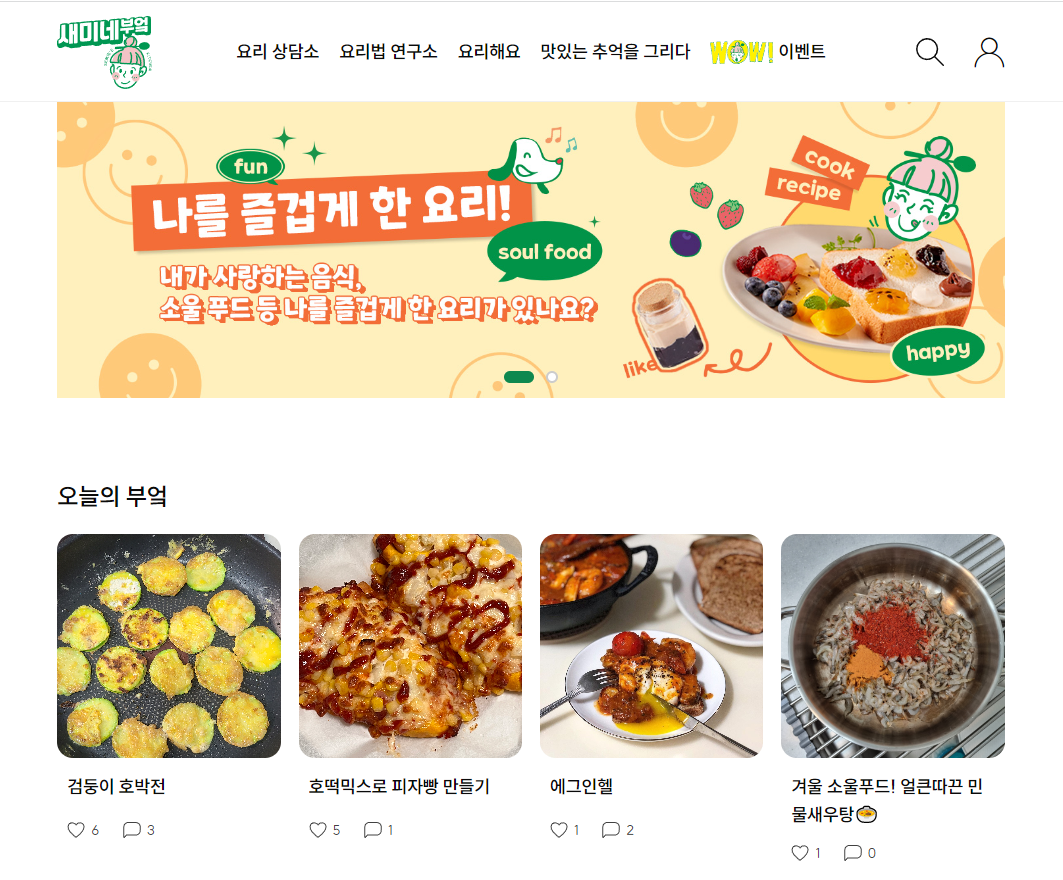 새미네부엌
요리 상담소
요리법 연구소
요리해요
맛있는 추억을 그리다
WOW! 이벤트
fun
나를 즐겁게 한 요리!
soul food
내가 사랑하는 음식,
소울 푸드 등 나를 즐겁게 한 요리가 있나요?
cook
recipe
like
happy
오늘의 부엌
검둥이 호박전
6 3
호떡믹스로 피자빵 만들기
5 1
에그인헬
1 2
겨울 소울푸드! 얼큰따끈 민
물새우탕🍲
1 0